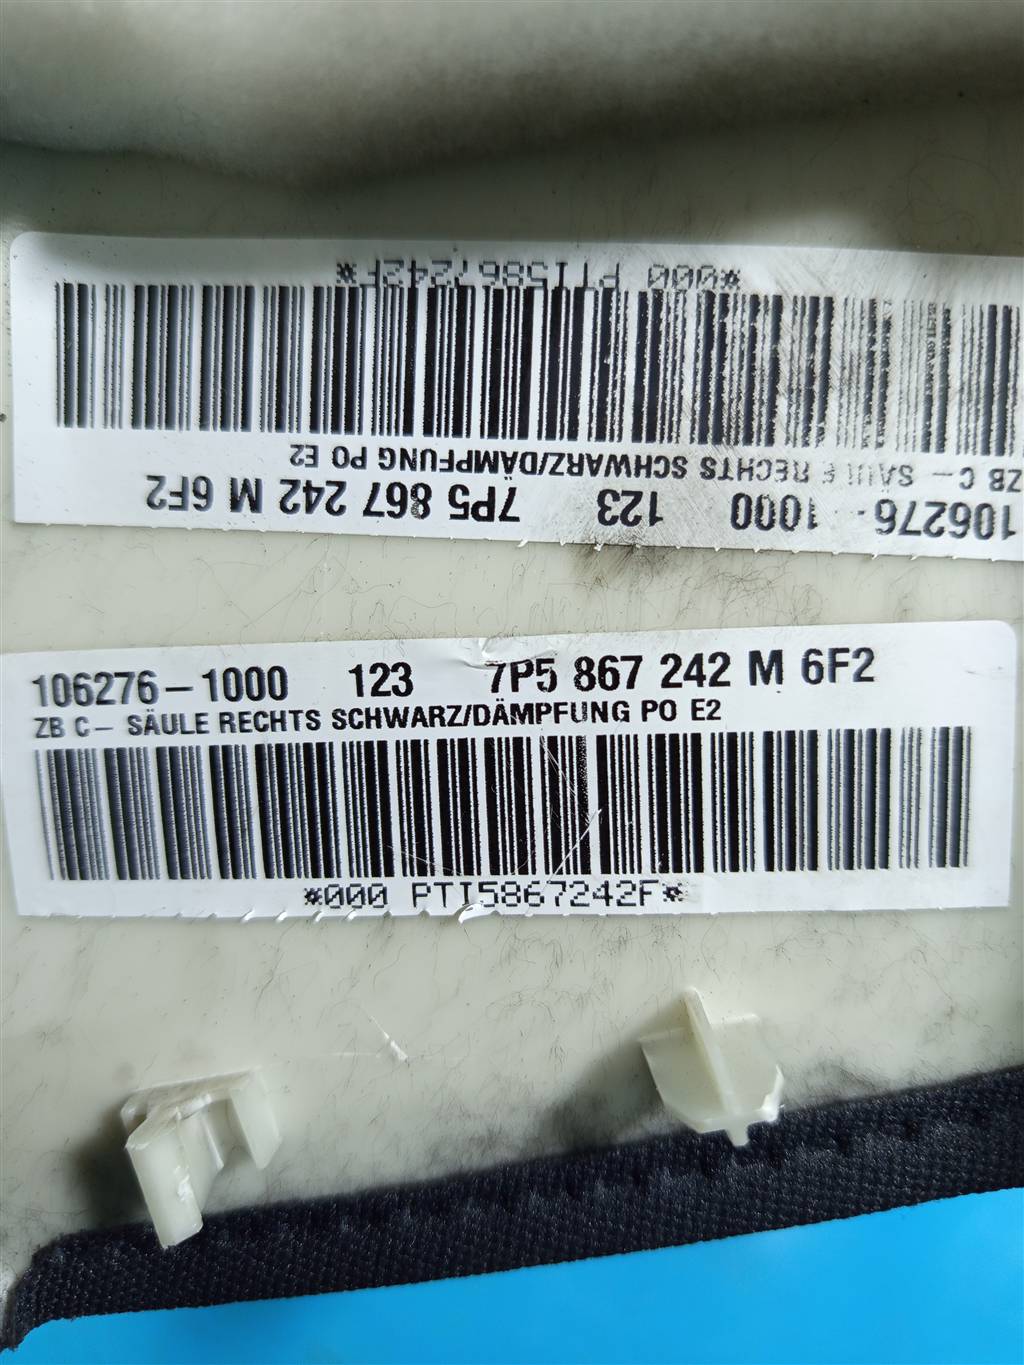 *000 PTI5867242F*
ZB C- SÄULE RECHTS SCHWARZ/DÄMPFUNG PO E2
106276-1000 123 7P5 867 242 M 6F2
106276-1000 123 7P5 867 242 M 6F2
ZB C- SÄULE RECHTS SCHWARZ/DÄMPFUNG PO E2
*000 PTI5867242F*